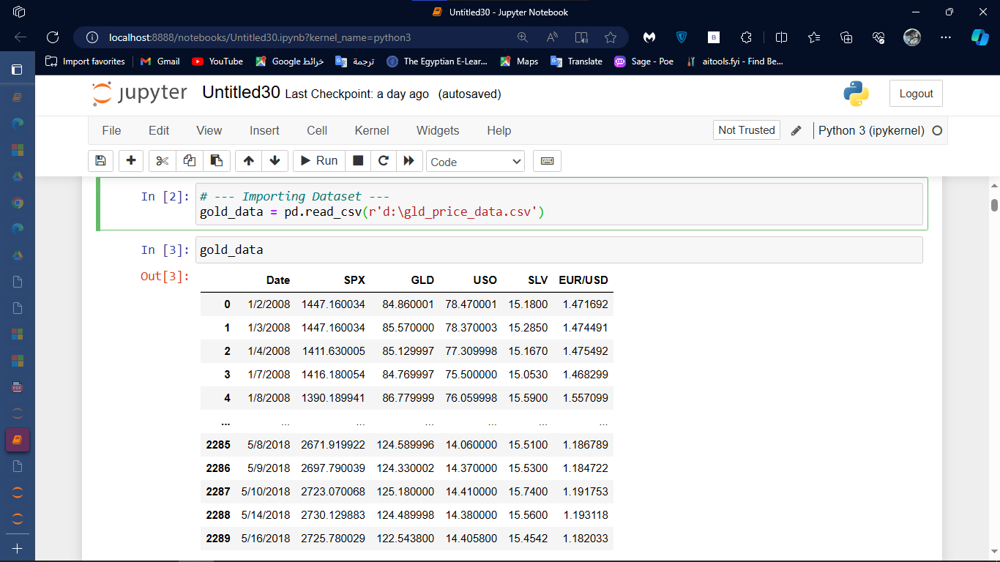 Untitled30 - Jupyter Notebook
localhost:8888/notebooks/Untitled30.ipynb?kernel_name=python3
Import favorites Gmail YouTube خرائط Google ترجمة The Egyptian E-Lear... Maps Translate Sage - Poe aitools.fyi - Find Be...
jupyter Untitled30 Last Checkpoint: a day ago (autosaved) Logout
File Edit View Insert Cell Kernel Widgets Help Not Trusted Python 3 (ipykernel)
Run Code
In [2]: # --- Importing Dataset ---
gold_data = pd.read_csv(r'd:\gld_price_data.csv')
In [3]: gold_data
Out[3]:
Date SPX GLD USO SLV EUR/USD
0 1/2/2008 1447.160034 84.860001 78.470001 15.1800 1.471692
1 1/3/2008 1447.160034 85.570000 78.370003 15.2850 1.474491
2 1/4/2008 1411.630005 85.129997 77.309998 15.1670 1.475492
3 1/7/2008 1416.180054 84.769997 75.500000 15.0530 1.468299
4 1/8/2008 1390.189941 86.779999 76.059998 15.5900 1.557099
... ... ... ... ... ... ...
2285 5/8/2018 2671.919922 124.589996 14.060000 15.5100 1.186789
2286 5/9/2018 2697.790039 124.330002 14.370000 15.5300 1.184722
2287 5/10/2018 2723.070068 125.180000 14.410000 15.7400 1.191753
2288 5/14/2018 2730.129883 124.489998 14.380000 15.5600 1.193118
2289 5/16/2018 2725.780029 122.543800 14.405800 15.4542 1.182033